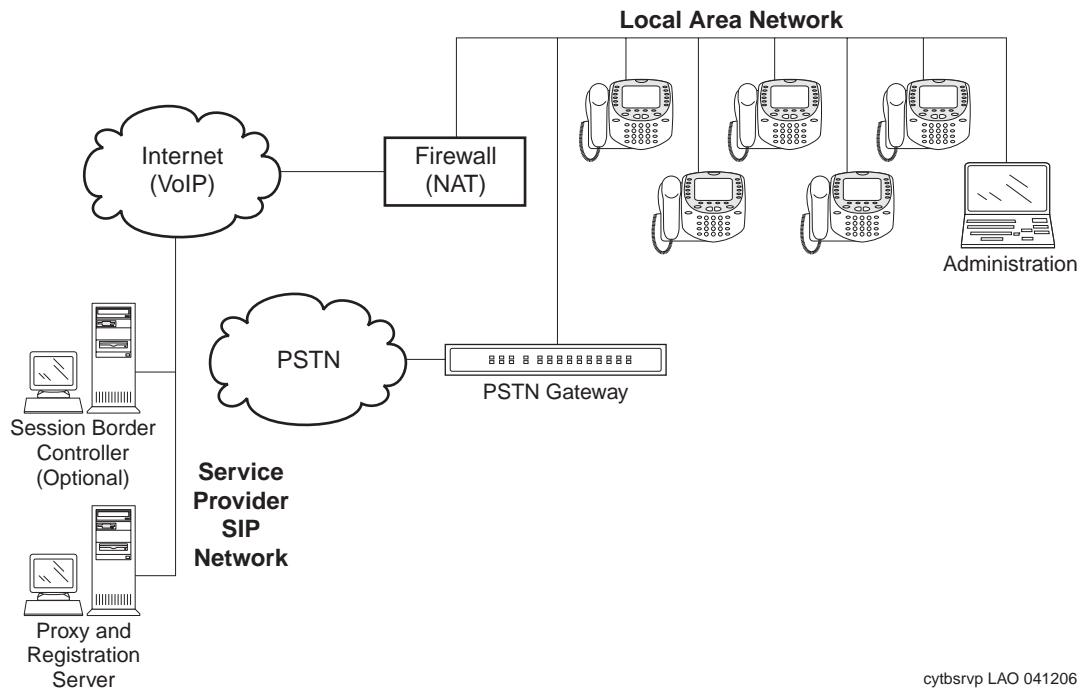 Local Area Network
Internet
(VoIP)
Firewall
(NAT)
Administration
PSTN
PSTN Gateway
Session Border
Controller
(Optional)
Service
Provider
SIP
Network
Proxy and
Registration
Server
cytbsrvp LAO 041206